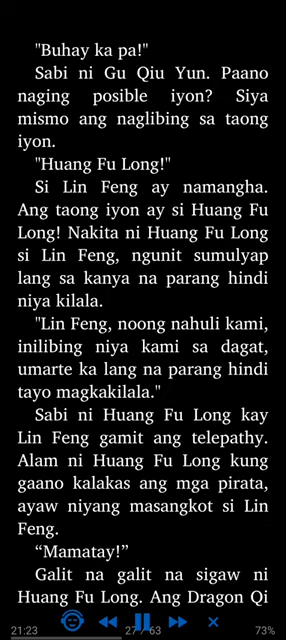 "Buhay ka pa!"
Sabi ni Gu Qiu Yun. Paano
naging posible iyon? Siya
mismo ang naglibing sa taong
iyon.
"Huang Fu Long!"
Si Lin Feng ay namangha.
Ang taong iyon ay si Huang Fu
Long! Nakita ni Huang Fu Long
si Lin Feng, ngunit sumulyap
lang sa kanya na parang hindi
niya kilala.
"Lin Feng, noong nahuli kami,
inilibing niya kami sa dagat,
umarte ka lang na parang hindi
tayo magkakilala."
Sabi ni Huang Fu Long kay
Lin Feng gamit ang telepathy.
Alam ni Huang Fu Long kung
gaano kalakas ang mga pirata,
ayaw niyang masangkot si Lin
Feng.
“Mamatay!”
Galit na galit na sigaw ni
Huang Fu Long. Ang Dragon Qi
21:23 27 / 63 73%